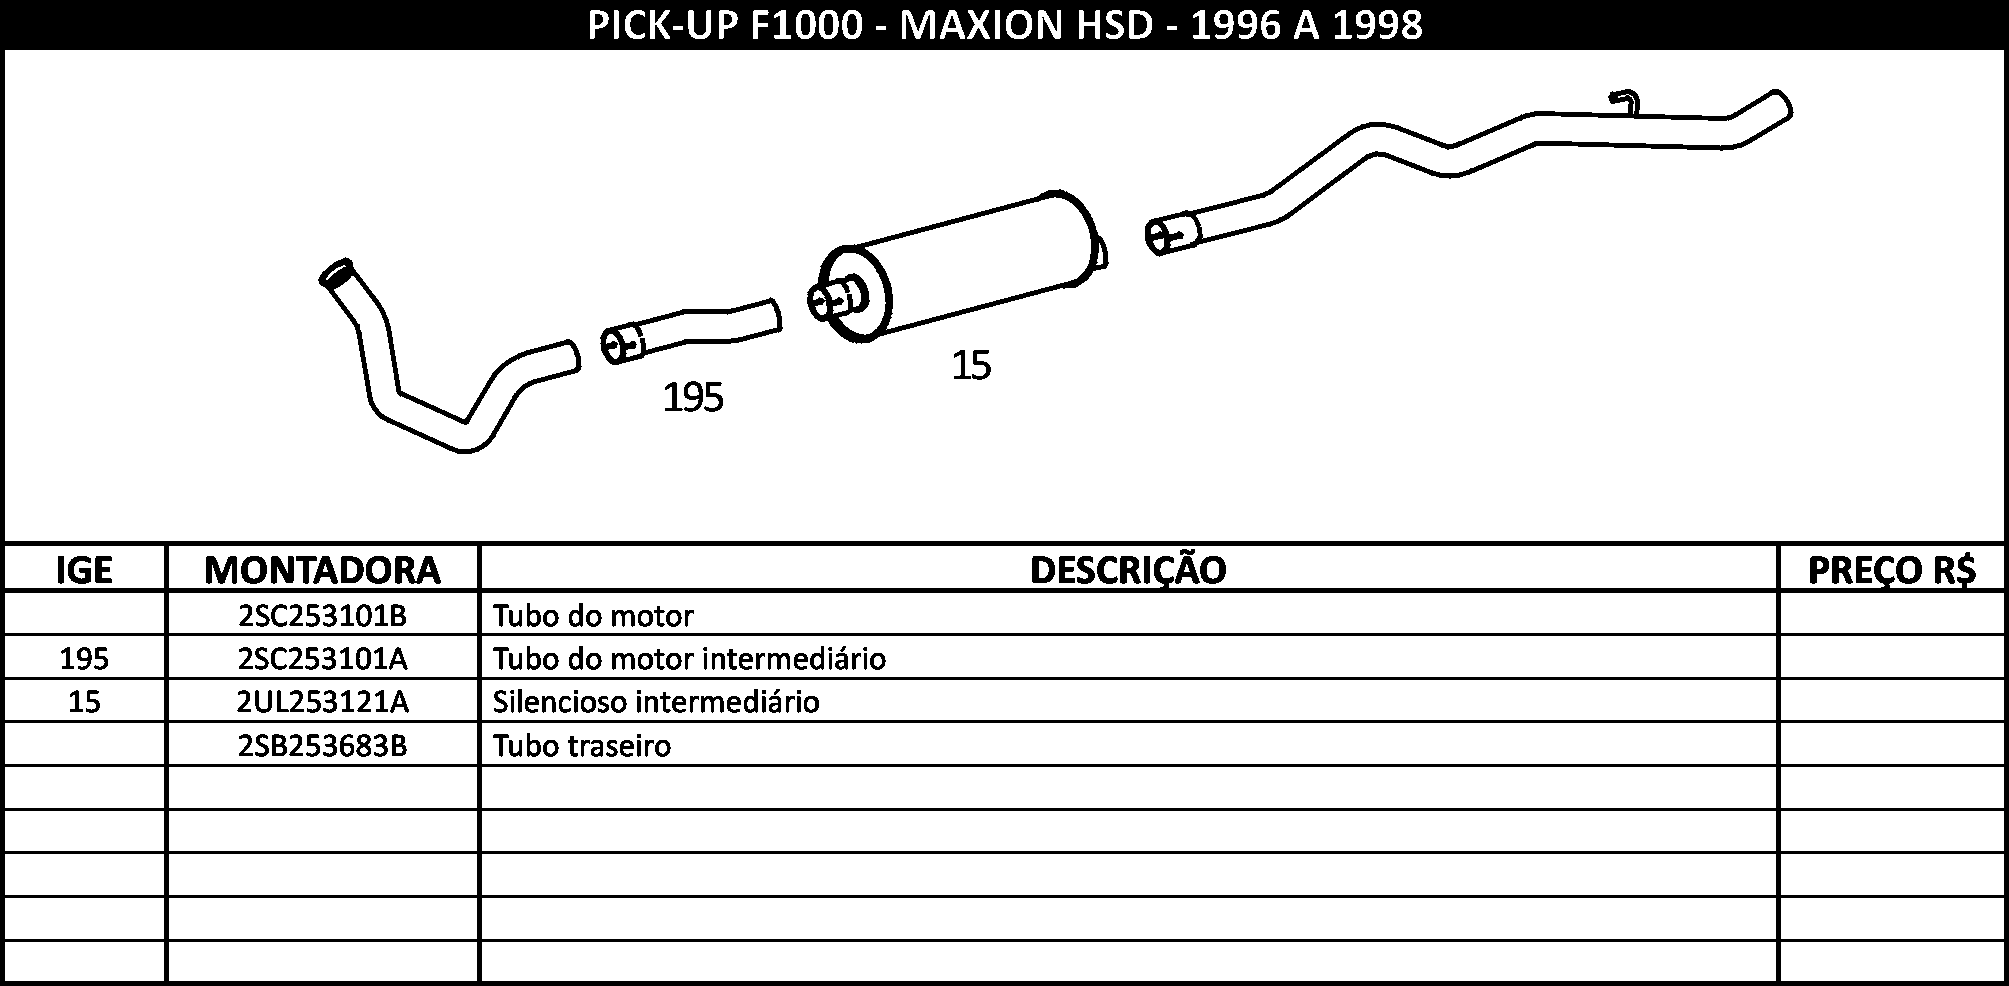 PICK-UP F1000 - MAXION HSD - 1996 A 1998
15
195
IGE MONTADORA DESCRIÇÃO PREÇO R$
2SC253101B Tubo do motor
195 2SC253101A Tubo do motor intermediário
15 2UL253121A Silencioso intermediário
2SB253683B Tubo traseiro